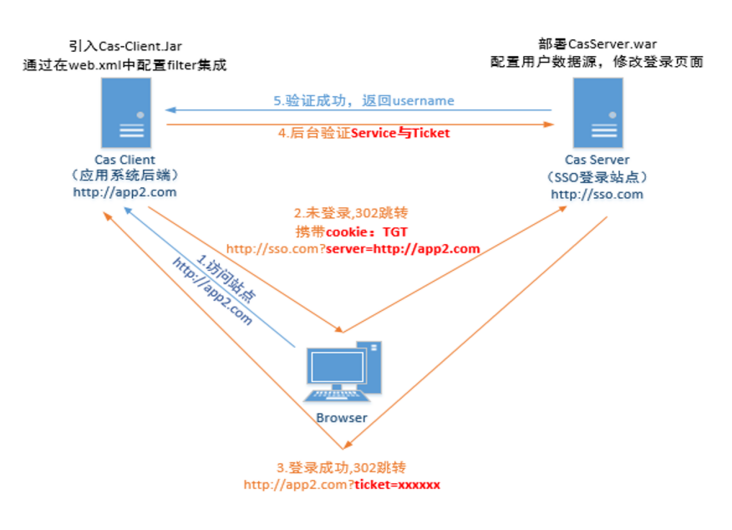 引入Cas-Client.Jar
通过在web.xml中配置filter集成
部署CasServer.war
配置用户数据源，修改登录页面
5.验证成功，返回username
4.后台验证Service与Ticket
Cas Client
（应用系统后端）
http://app2.com
Cas Server
（SSO登录站点）
http://sso.com
2.未登录,302跳转
携带cookie：TGT
http://sso.com?server=http://app2.com
1.访问站点
http://app2.com
Browser
3.登录成功,302跳转
http://app2.com?ticket=xxxxxx